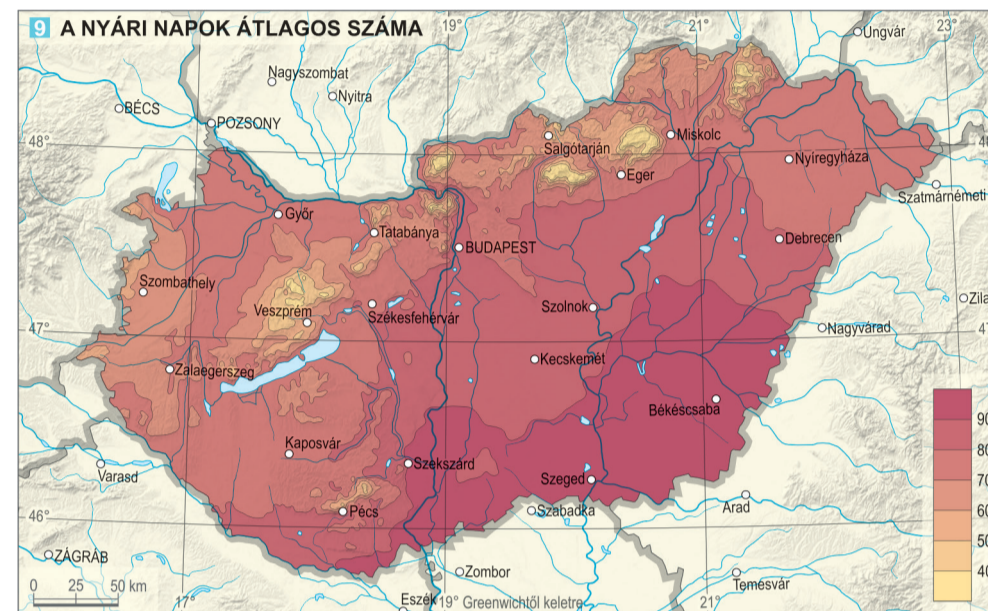 9 A NYÁRI NAPOK ÁTLAGOS SZÁMA
19°
21°
23°
Ungvár
Nagyszombat
Nyitra
BÉCS
POZSONY
48°
Salgótarján
Miskolc
Nyíregyháza
Eger
Szatmárnémeti
Győr
Tatabánya
BUDAPEST
Debrecen
Szombathely
Veszprém
Székesfehérvár
Szolnok
47°
Nagyvárad
Kecskemét
Zalaegerszeg
Békéscsaba
90
80
70
60
50
40
Kaposvár
Szekszárd
Varasd
Szeged
Pécs
Szabadka
Arad
46°
ZÁGRÁB
Zombor
Temesvár
0 25 50 km
17°
Eszék
19° Greenwichtől keletre
21°